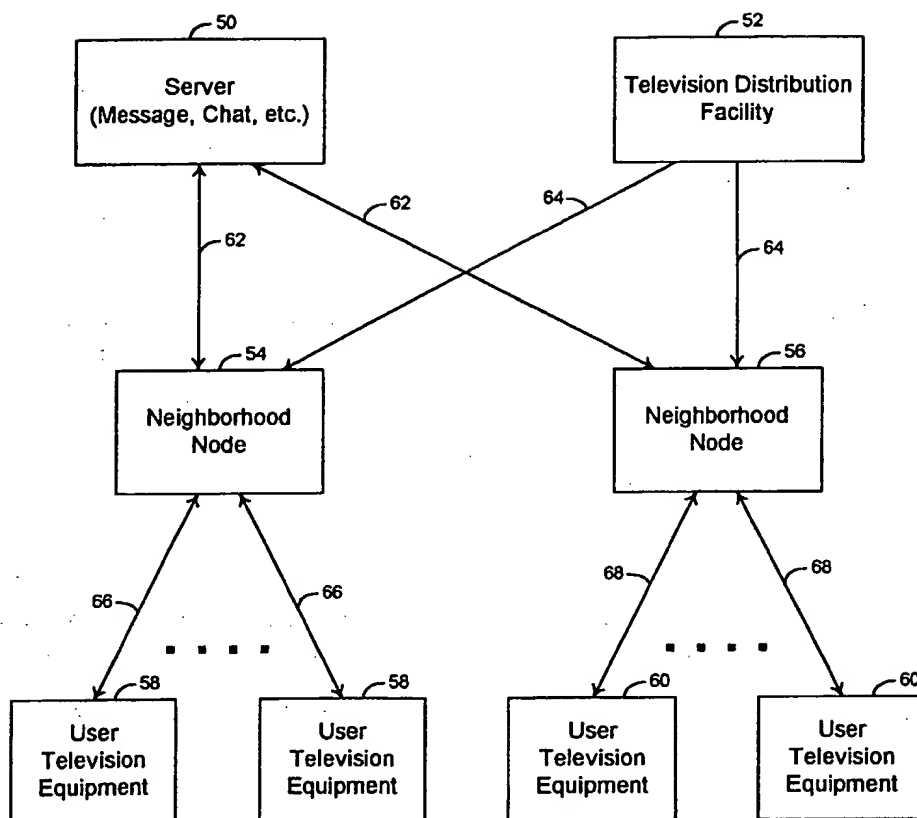 50
52
Server
(Message, Chat, etc.)
Television Distribution
Facility
62
64
62
64
54
56
Neighborhood
Node
Neighborhood
Node
66
66
68
68
58
58
60
60
User
Television
Equipment
User
Television
Equipment
User
Television
Equipment
User
Television
Equipment